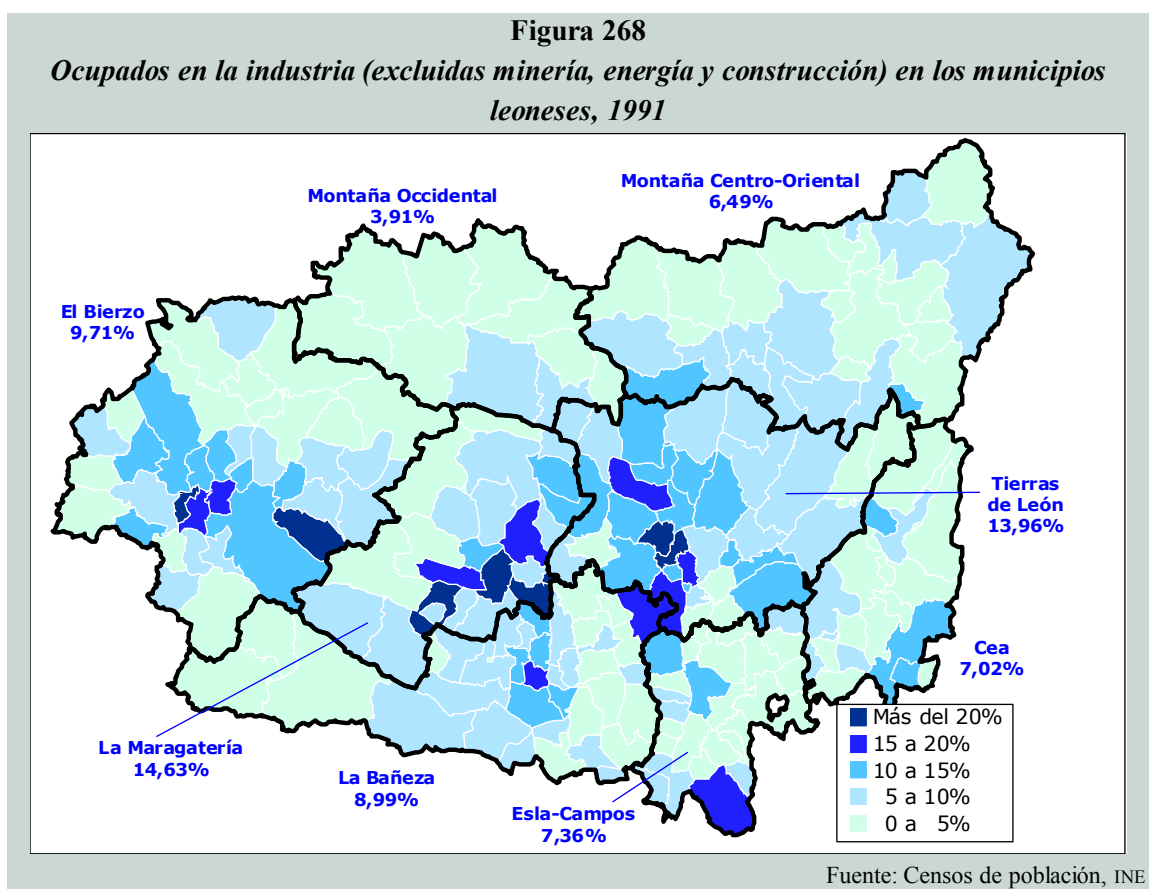 Figura 268
Ocupados en la industria (excluidas minería, energía y construcción) en los municipios
leoneses, 1991
Montaña Occidental
3,91%
Montaña Centro-Oriental
6,49%
El Bierzo
9,71%
Tierras
de León
13,96%
Cea
7,02%
La Maragatería
14,63%
La Bañeza
8,99%
Esla-Campos
7,36%
Más del 20%
15 a 20%
10 a 15%
5 a 10%
0 a 5%
Fuente: Censos de población, INE